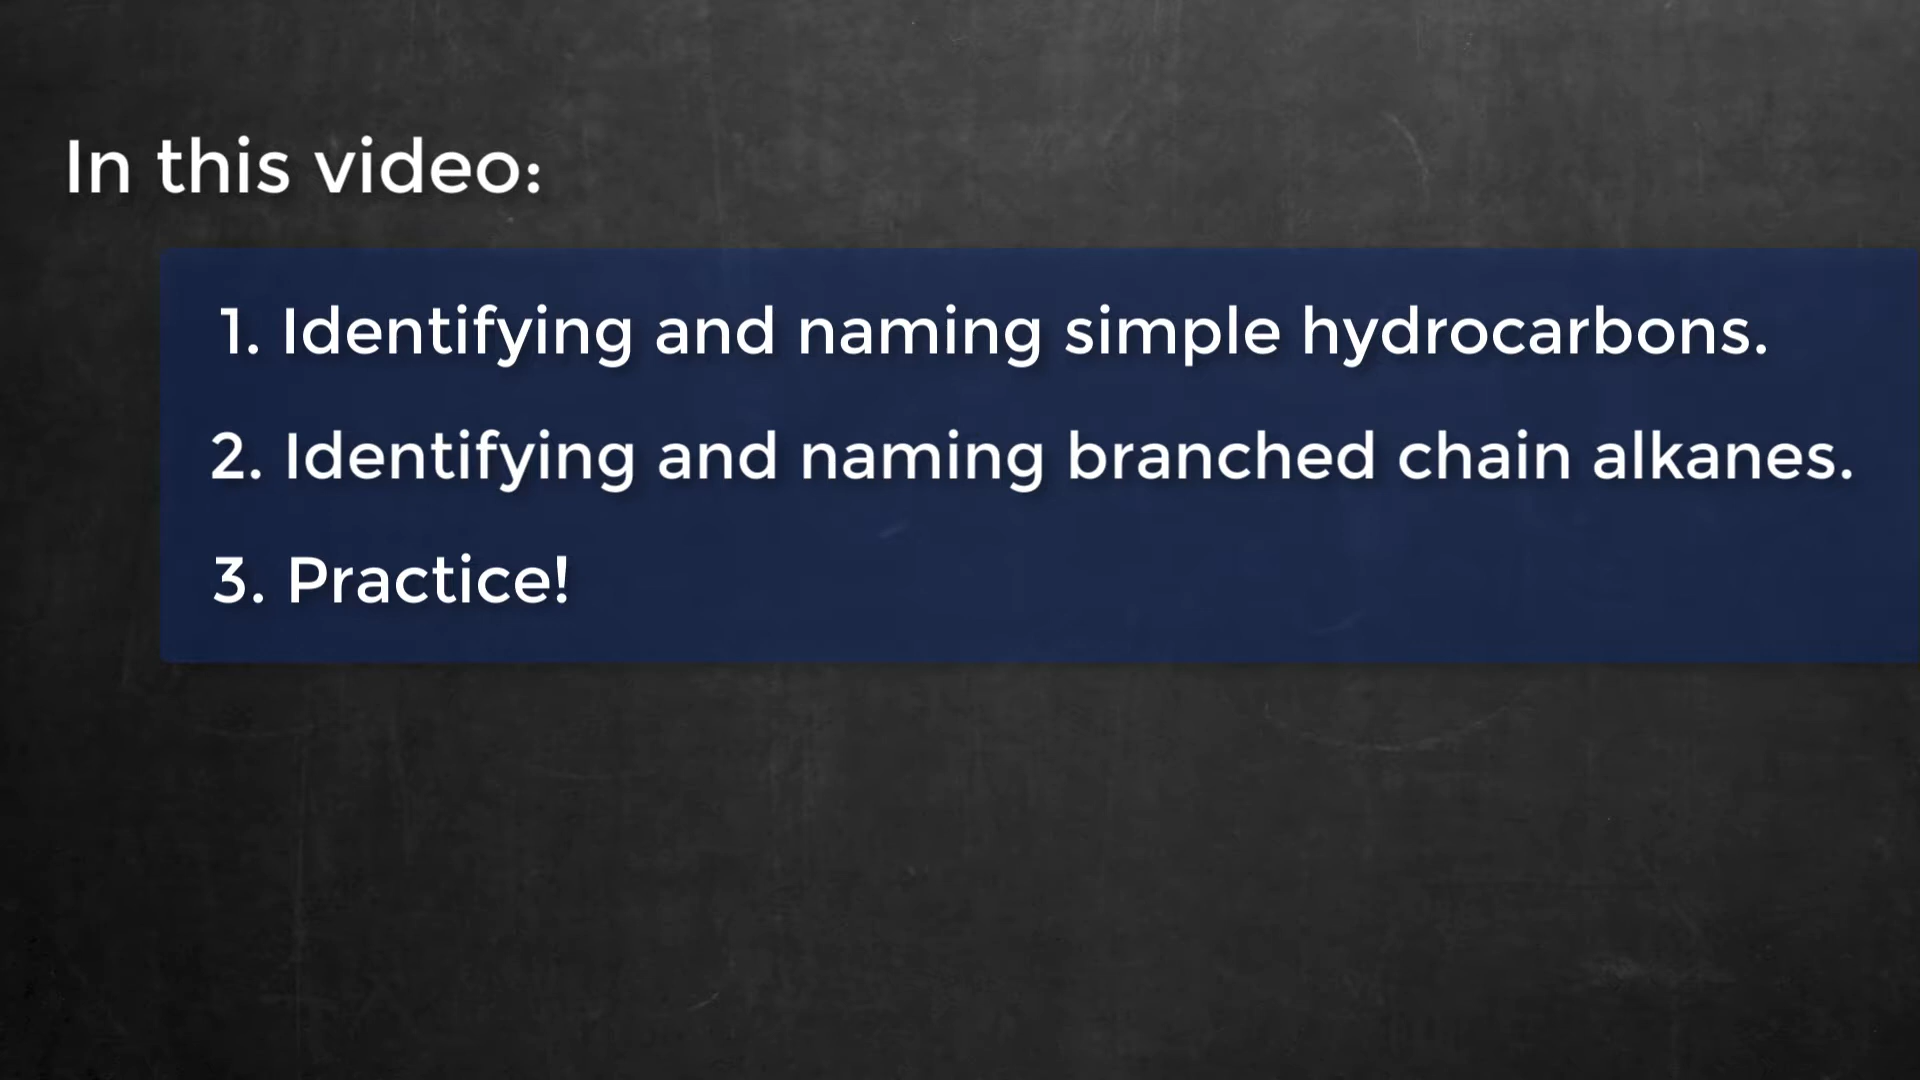 In this video:
1. Identifying and naming simple hydrocarbons.
2. Identifying and naming branched chain alkanes.
3. Practice!